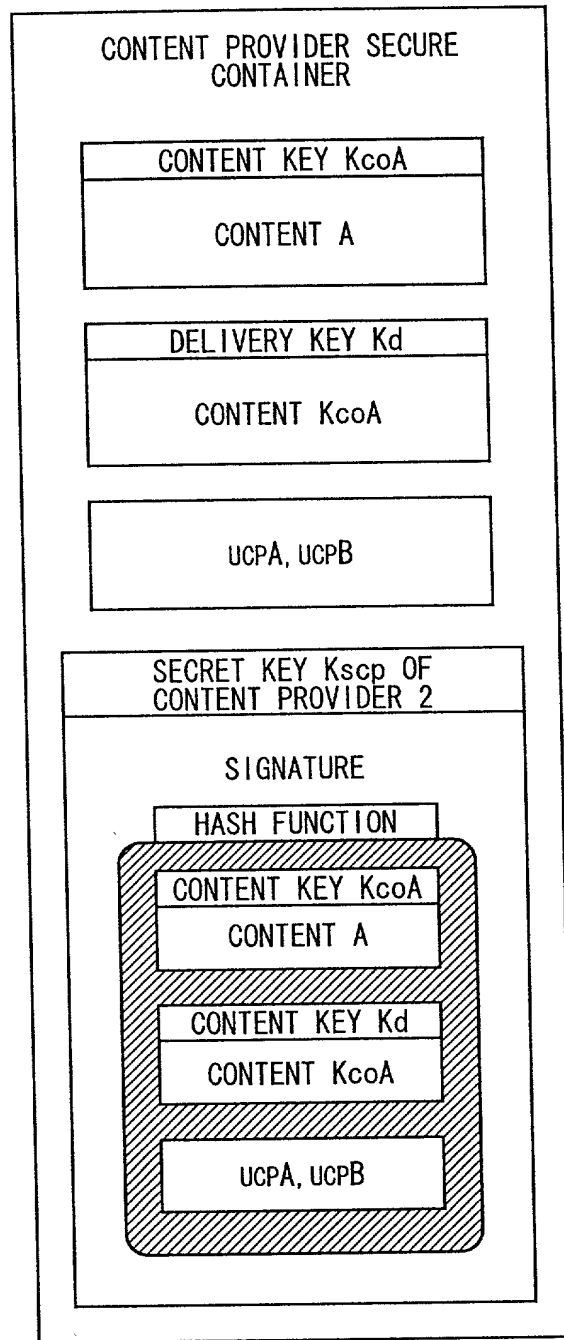 CONTENT PROVIDER SECURE
CONTAINER
CONTENT KEY KcoA
CONTENT A
DELIVERY KEY Kd
CONTENT KcoA
UCPA, UCPB
SECRET KEY Kscp OF
CONTENT PROVIDER 2
SIGNATURE
HASH FUNCTION
CONTENT KEY KcoA
CONTENT A
CONTENT KEY Kd
CONTENT KcoA
UCPA, UCPB